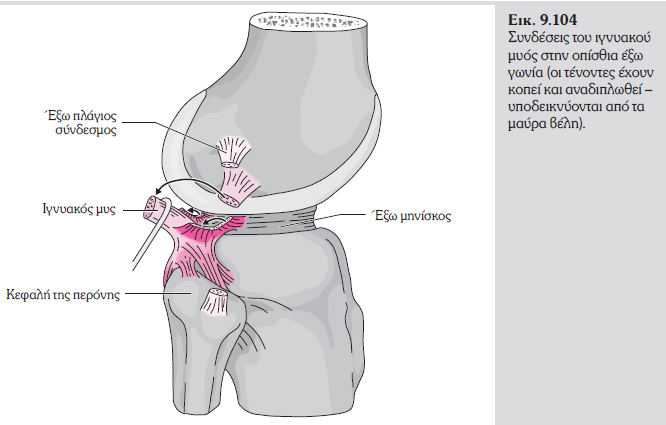 Εικ. 9.104
Συνδέσεις του ιγνυακού
μυός στην οπίσθια έξω
γωνία (οι τένοντες έχουν
κοπεί και αναδιπλωθεί –
υποδεικνύονται από τα
μαύρα βέλη).
Έξω πλάγιος
σύνδεσμος
Ιγνυακός μυς
Έξω μηνίσκος
Κεφαλή της περόνης